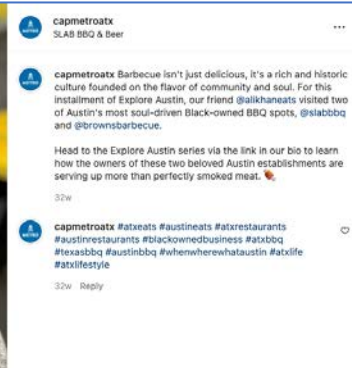 capmetroatx
SLAB BBQ & Beer
METRO
METRO
capmetroatx Barbecue isn't just delicious, it's a rich and historic
culture founded on the flavor of community and soul. For this
installment of Explore Austin, our friend @alikhaneats visited two
of Austin's most soul-driven Black-owned BBQ spots, @slabbbq
and @brownsbarbecue.
Head to the Explore Austin series via the link in our bio to learn
how the owners of these two beloved Austin establishments are
serving up more than perfectly smoked meat.
32w
METRO
capmetroatx #atxeats #austineats #atxrestaurants
#austinrestaurants #blackownedbusiness #atxbbq
#texasbbq #austinbbq #whenwherewhataustin #atxlife
#atxlifestyle
32w Reply